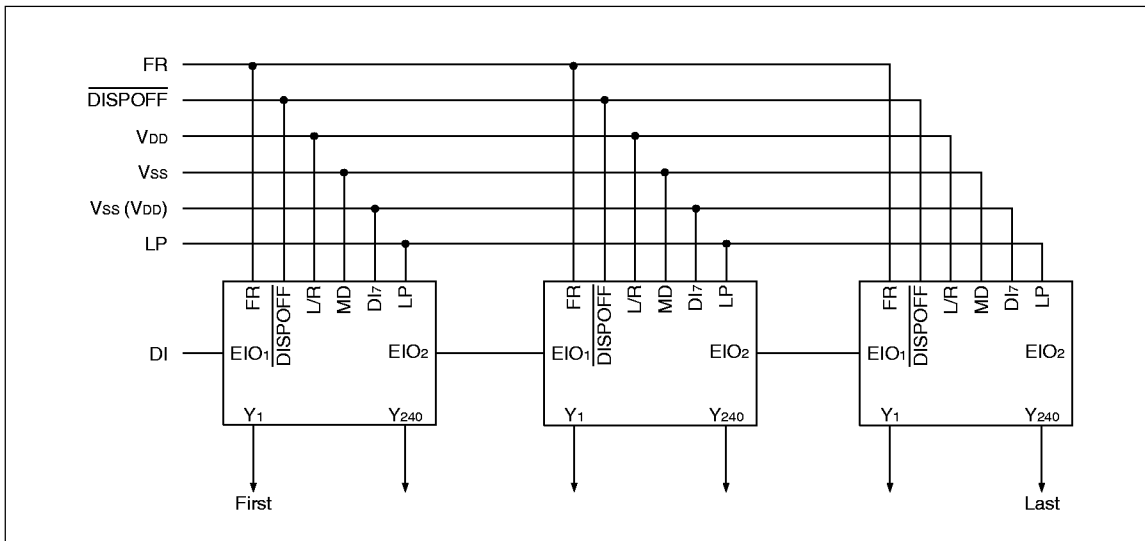 FR
DISPOFF
VDD
VSS
VSS (VDD)
LP
FR DISPOFF L/R MD DI7 LP
FR DISPOFF L/R MD DI7 LP
FR DISPOFF L/R MD DI7 LP
DI EIO1 EIO2 EIO1 EIO2 EIO1 EIO2
Y1 Y240 Y1 Y240 Y1 Y240
First Last